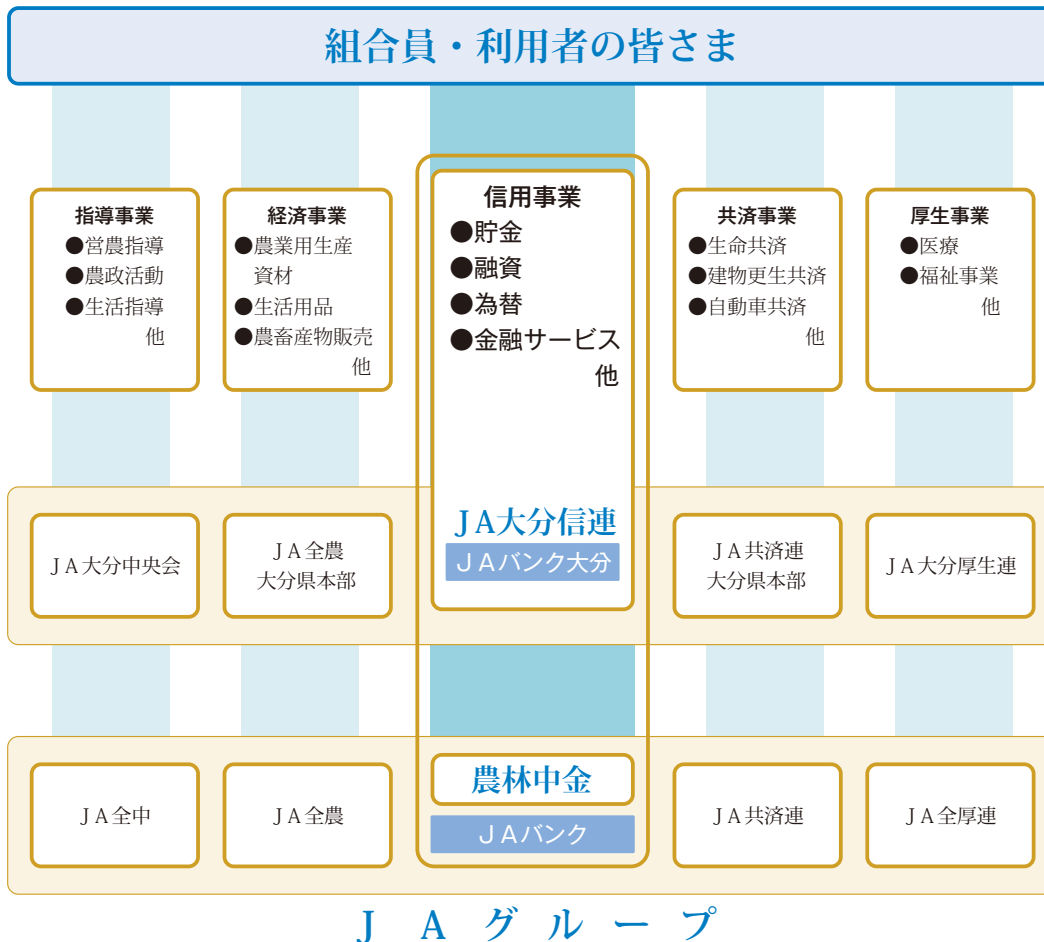 組合員・利用者の皆さま
指導事業
●営農指導
●農政活動
●生活指導
他
経済事業
●農業用生産
資材
●生活用品
●農畜産物販売
他
信用事業
●貯金
●融資
●為替
●金融サービス
他
共済事業
●生命共済
●建物更生共済
●自動車共済
他
厚生事業
●医療
●福祉事業
他
JA大分中央会
JA全農
大分県本部
JA大分信連
JAバンク大分
JA共済連
大分県本部
JA大分厚生連
JA全中
JA全農
農林中金
JAバンク
JA共済連
JA全厚連
JAグループ